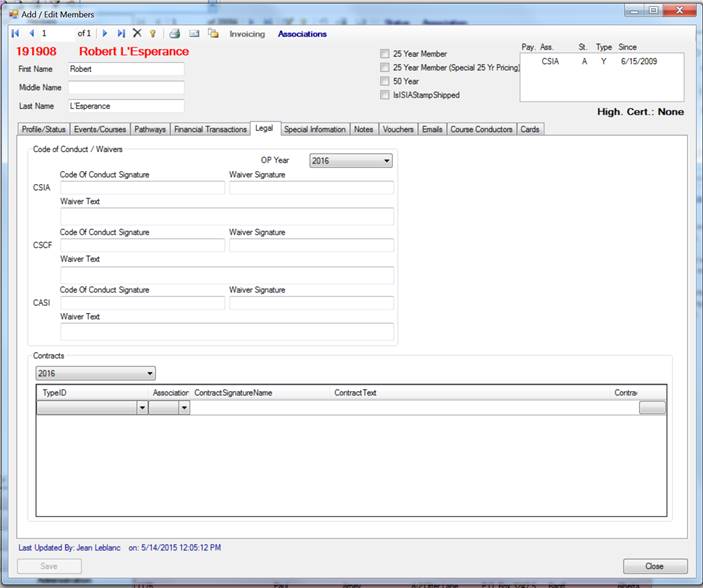 Add / Edit Members
1 of 1 Invoicing Associations
191908 Robert L'Esperance
First Name Robert
Middle Name
Last Name L'Esperance
25 Year Member
25 Year Member (Special 25 Yr Pricing)
50 Year
IsISIAStampShipped
Pay. Ass. St. Type Since
CSIA A Y 6/15/2009
High. Cert.: None
Profile/Status Events/Courses Pathways Financial Transactions Legal Special Information Notes Vouchers Emails Course Conductors Cards
Code of Conduct / Waivers
OP Year 2016
Code Of Conduct Signature Waiver Signature
CSIA
Waiver Text
Code Of Conduct Signature Waiver Signature
CSCF
Waiver Text
Code Of Conduct Signature Waiver Signature
CASI
Waiver Text
Contracts
2016
TypeID Association ContractSignatureName ContractText Contra
Last Updated By: Jean Leblanc on: 5/14/2015 12:05:12 PM
Save Close